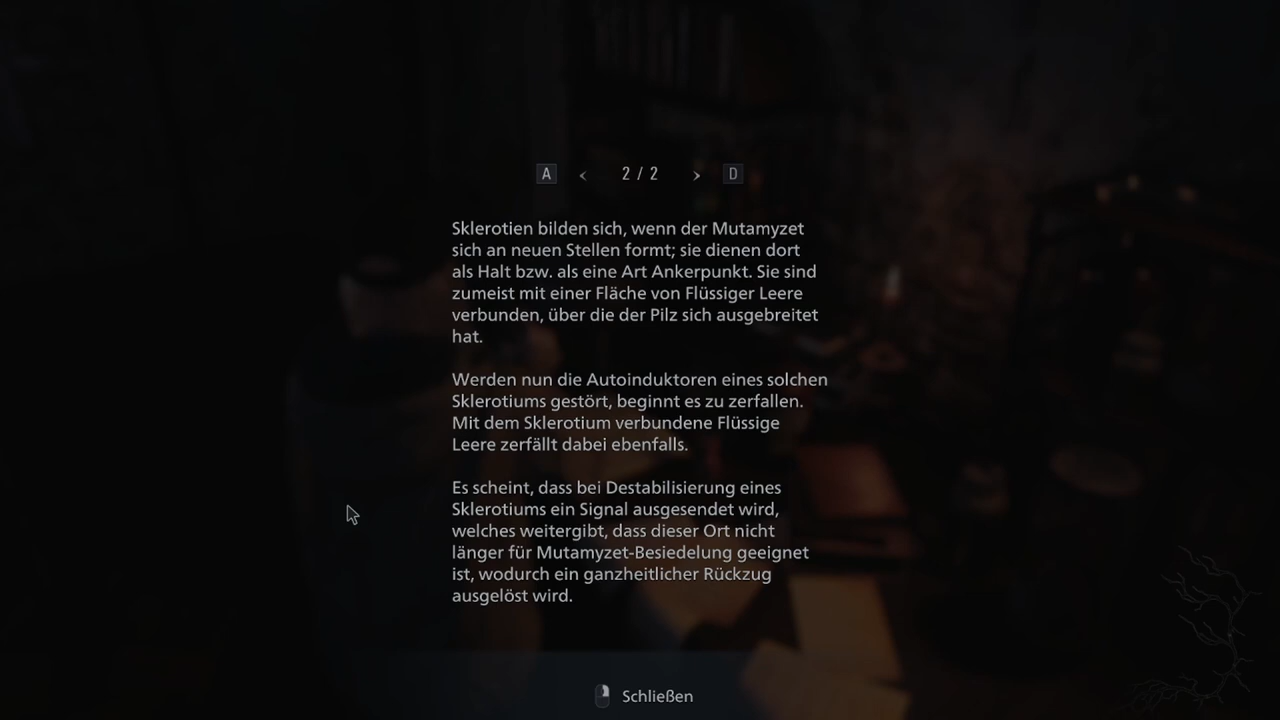 A < 2 / 2 > D
Sklerotien bilden sich, wenn der Mutamyzet
sich an neuen Stellen formt; sie dienen dort
als Halt bzw. als eine Art Ankerpunkt. Sie sind
zumeist mit einer Fläche von Flüssiger Leere
verbunden, über die der Pilz sich ausgebreitet
hat.
Werden nun die Autoinduktoren eines solchen
Sklerotiums gestört, beginnt es zu zerfallen.
Mit dem Sklerotium verbundene Flüssige
Leere zerfällt dabei ebenfalls.
Es scheint, dass bei Destabilisierung eines
Sklerotiums ein Signal ausgesendet wird,
welches weitergibt, dass dieser Ort nicht
länger für Mutamyzet-Besiedelung geeignet
ist, wodurch ein ganzheitlicher Rückzug
ausgelöst wird.
Schließen